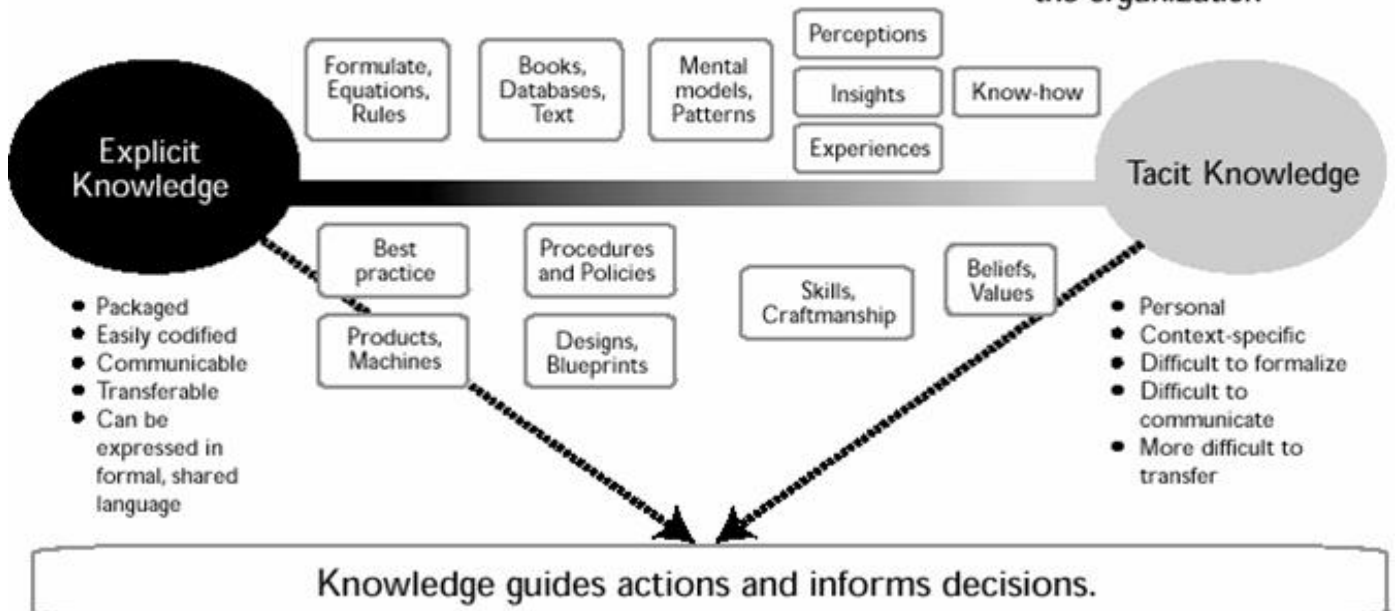 the organization
Perceptions
Formulate,
Equations,
Rules
Books,
Databases,
Text
Mental
models,
Patterns
Insights
Know-how
Experiences
Explicit
Knowledge
Tacit Knowledge
Best
practice
Procedures
and Policies
Skills,
Craftmanship
Beliefs,
Values
Products,
Machines
Designs,
Blueprints
Packaged
Easily codified
Communicable
Transferable
Can be
expressed in
formal, shared
language
Personal
Context-specific
Difficult to formalize
Difficult to
communicate
More difficult to
transfer
Knowledge guides actions and informs decisions.